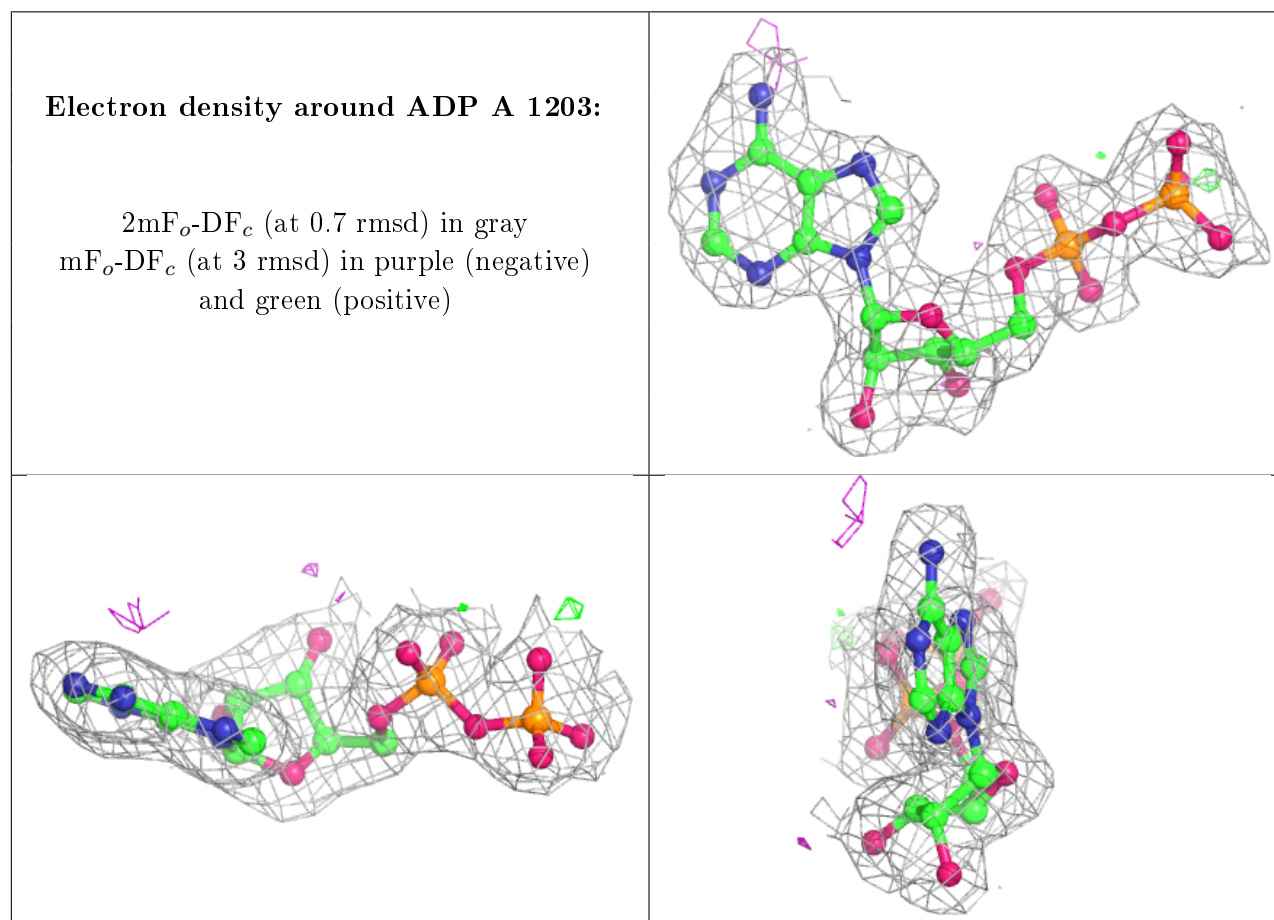 Electron density around ADP A 1203:
2mFo-DFc (at 0.7 rmsd) in gray
mFo-DFc (at 3 rmsd) in purple (negative)
and green (positive)